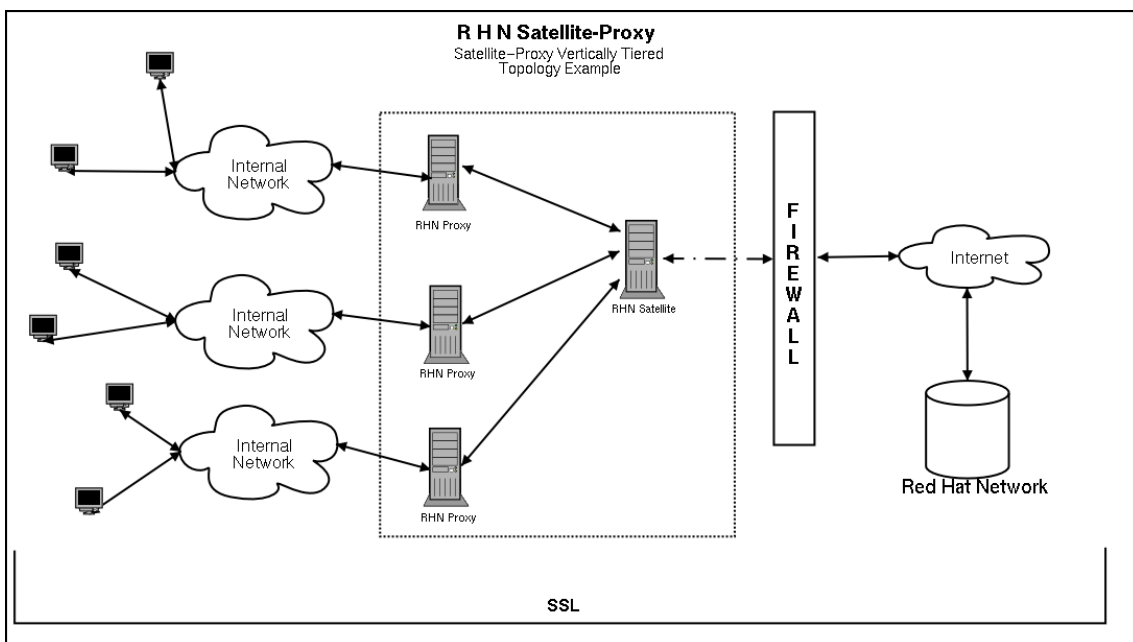 R H N Satellite-Proxy
Satellite-Proxy Vertically Tiered
Topology Example
Internal
Network
RHN Proxy
Internal
Network
RHN Proxy
Internal
Network
RHN Proxy
RHN Satellite
F
I
R
E
W
A
L
L
Internet
Red Hat Network
SSL